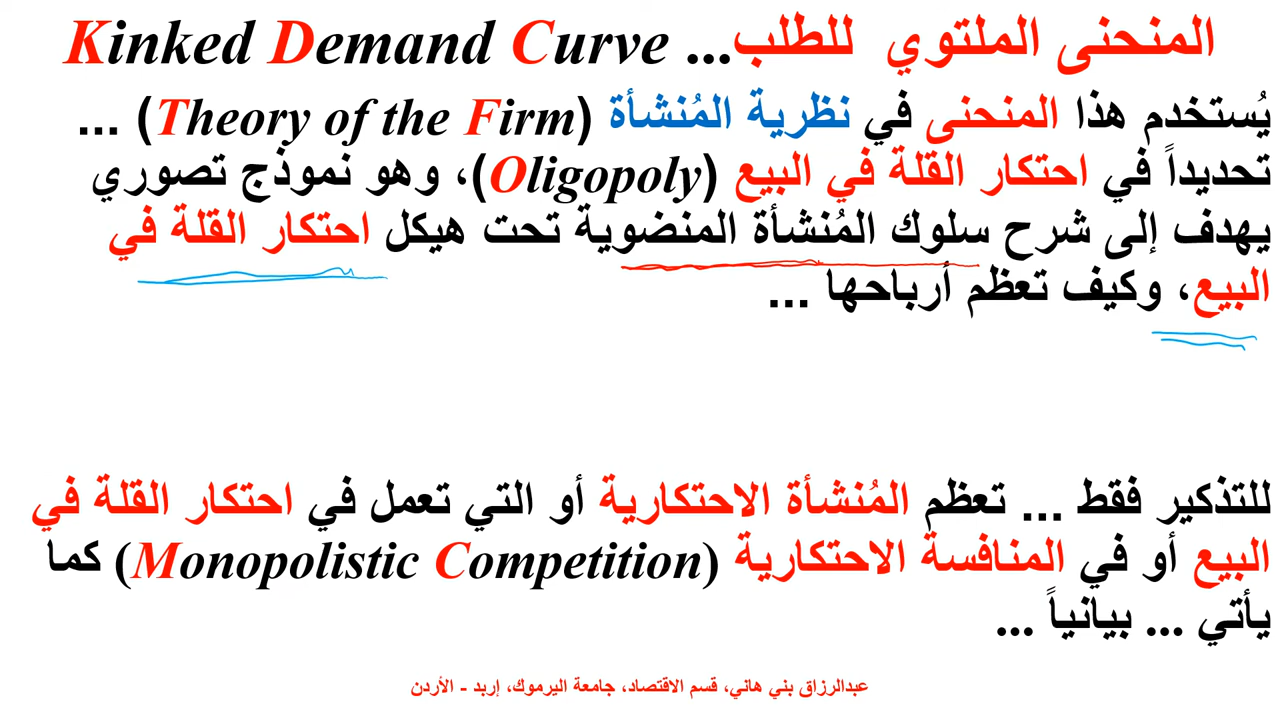 المنحنى الملتوي للطلب... Kinked Demand Curve
يُستخدم هذا المنحنى في نظرية المُنشأة (Theory of the Firm) ...
تحديداً في احتكار القلة في البيع (Oligopoly)، وهو نموذج تصوري
يهدف إلى شرح سلوك المُنشأة المنضوية تحت هيكل احتكار القلة في
البيع، وكيف تعظم أرباحها ...
للتذكير فقط ... تعظم المُنشأة الاحتكارية أو التي تعمل في احتكار القلة في
البيع أو في المنافسة الاحتكارية (Monopolistic Competition) كما
يأتي ... بيانياً ...
عبدالرزاق بني هاني، قسم الاقتصاد، جامعة اليرموك، إربد - الأردن